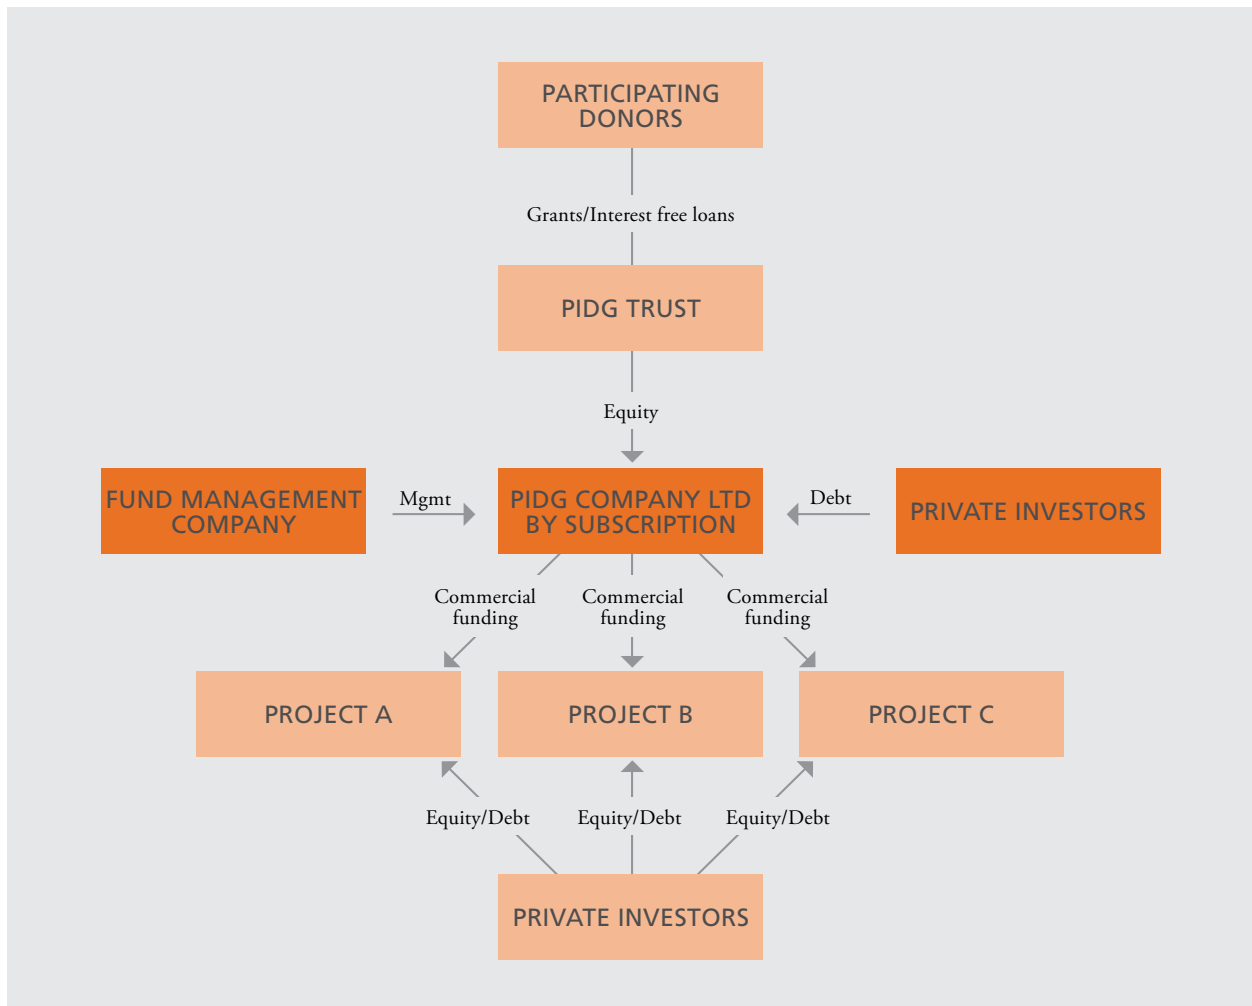 PARTICIPATING
DONORS
Grants/Interest free loans
PIDG TRUST
Equity
FUND MANAGEMENT
COMPANY
Mgmt
PIDG COMPANY LTD
BY SUBSCRIPTION
Debt
PRIVATE INVESTORS
Commercial
funding
Commercial
funding
Commercial
funding
PROJECT A
PROJECT B
PROJECT C
Equity/Debt
Equity/Debt
Equity/Debt
PRIVATE INVESTORS